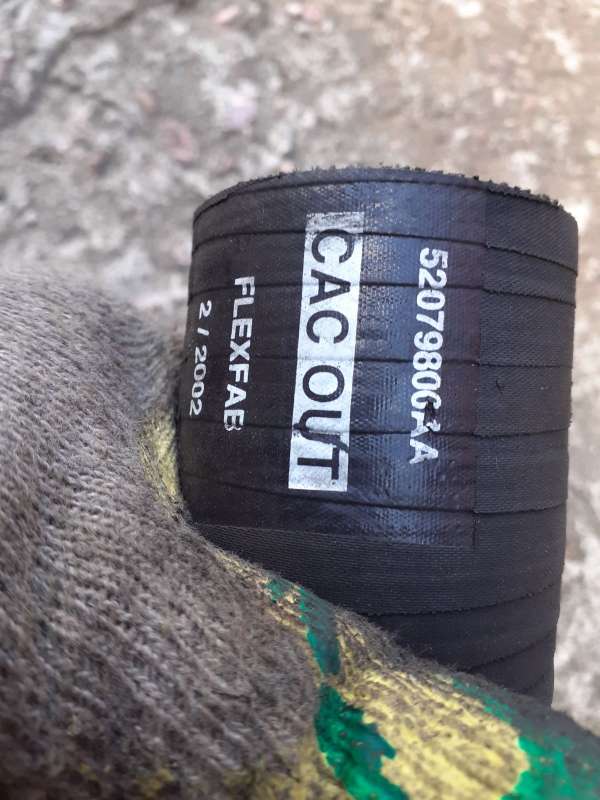 52079806AA
CAC OUT
FLEXFAB
2 / 2002